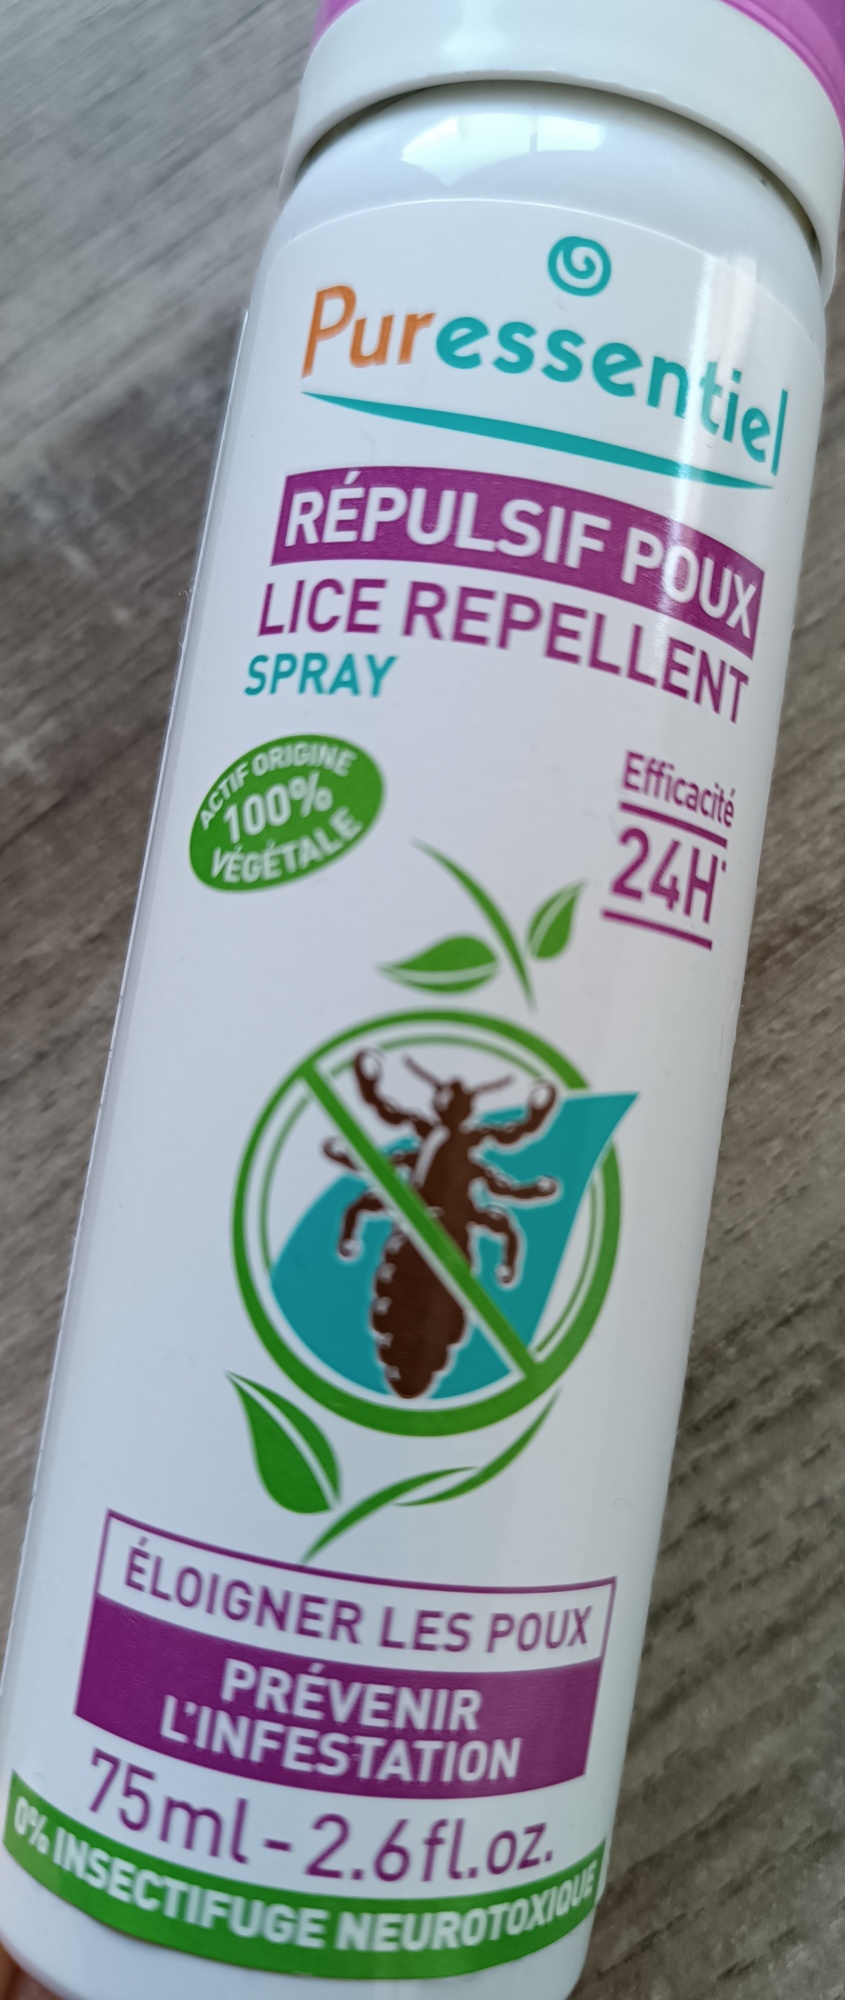 Puressentiel
RÉPULSIF POUX
LICE REPELLENT
SPRAY
ACTIF ORIGINE
100%
VÉGÉTALE
Efficacité
24H*
ÉLOIGNER LES POUX
PRÉVENIR
L'INFESTATION
75ml - 2.6fl.oz.
0% INSECTIFUGE NEUROTOXIQUE